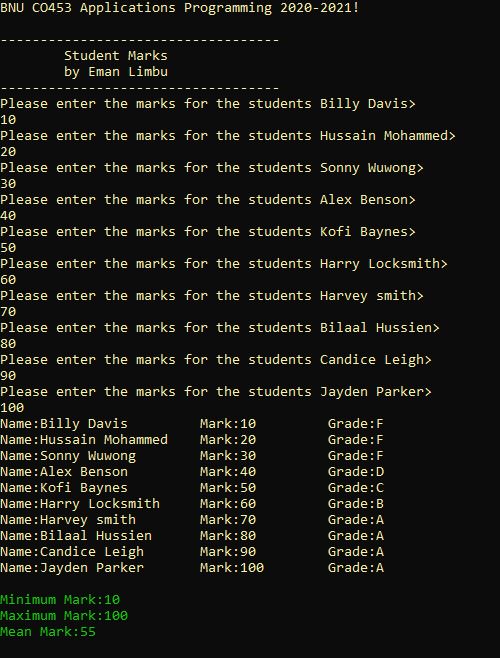 BNU CO453 Applications Programming 2020-2021!
----------------------------------
Student Marks
by Eman Limbu
----------------------------------
Please enter the marks for the students Billy Davis>
10
Please enter the marks for the students Hussain Mohammed>
20
Please enter the marks for the students Sonny Wuwong>
30
Please enter the marks for the students Alex Benson>
40
Please enter the marks for the students Kofi Baynes>
50
Please enter the marks for the students Harry Locksmith>
60
Please enter the marks for the students Harvey smith>
70
Please enter the marks for the students Bilaal Hussien>
80
Please enter the marks for the students Candice Leigh>
90
Please enter the marks for the students Jayden Parker>
100
Name:Billy Davis Mark:10 Grade:F
Name:Hussain Mohammed Mark:20 Grade:F
Name:Sonny Wuwong Mark:30 Grade:F
Name:Alex Benson Mark:40 Grade:D
Name:Kofi Baynes Mark:50 Grade:C
Name:Harry Locksmith Mark:60 Grade:B
Name:Harvey smith Mark:70 Grade:A
Name:Bilaal Hussien Mark:80 Grade:A
Name:Candice Leigh Mark:90 Grade:A
Name:Jayden Parker Mark:100 Grade:A
Minimum Mark:10
Maximum Mark:100
Mean Mark:55